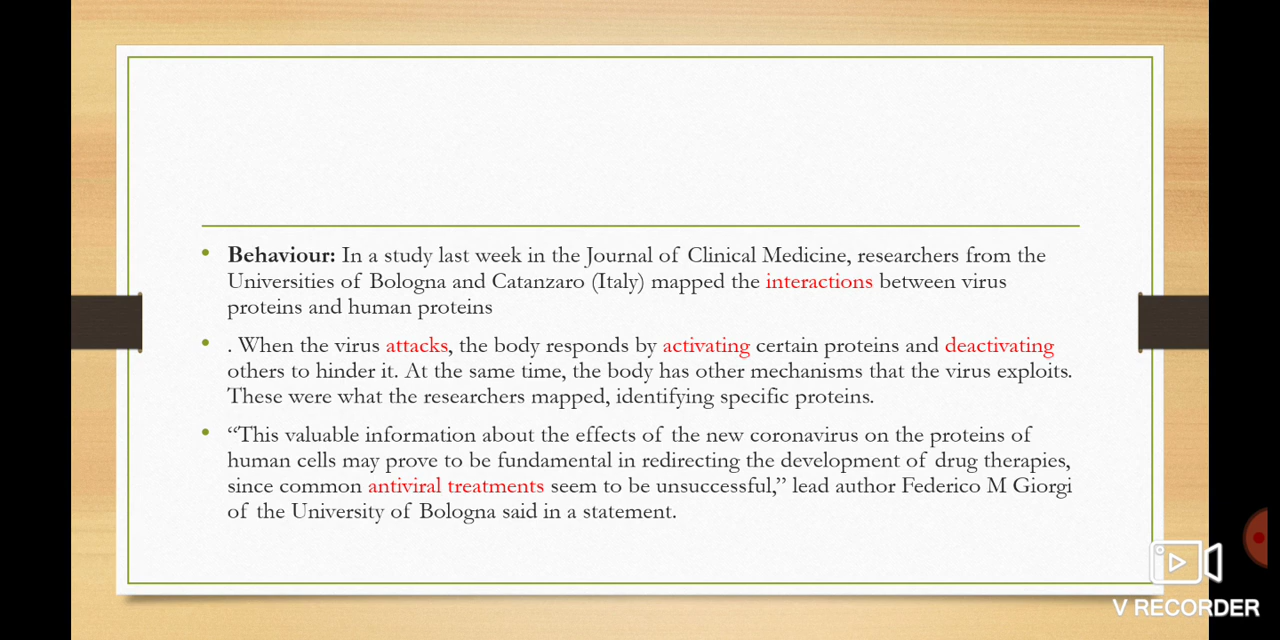 • Behaviour: In a study last week in the Journal of Clinical Medicine, researchers from the
Universities of Bologna and Catanzaro (Italy) mapped the interactions between virus
proteins and human proteins
• . When the virus attacks, the body responds by activating certain proteins and deactivating
others to hinder it. At the same time, the body has other mechanisms that the virus exploits.
These were what the researchers mapped, identifying specific proteins.
• “This valuable information about the effects of the new coronavirus on the proteins of
human cells may prove to be fundamental in redirecting the development of drug therapies,
since common antiviral treatments seem to be unsuccessful,” lead author Federico M Giorgi
of the University of Bologna said in a statement.
V RECORDER